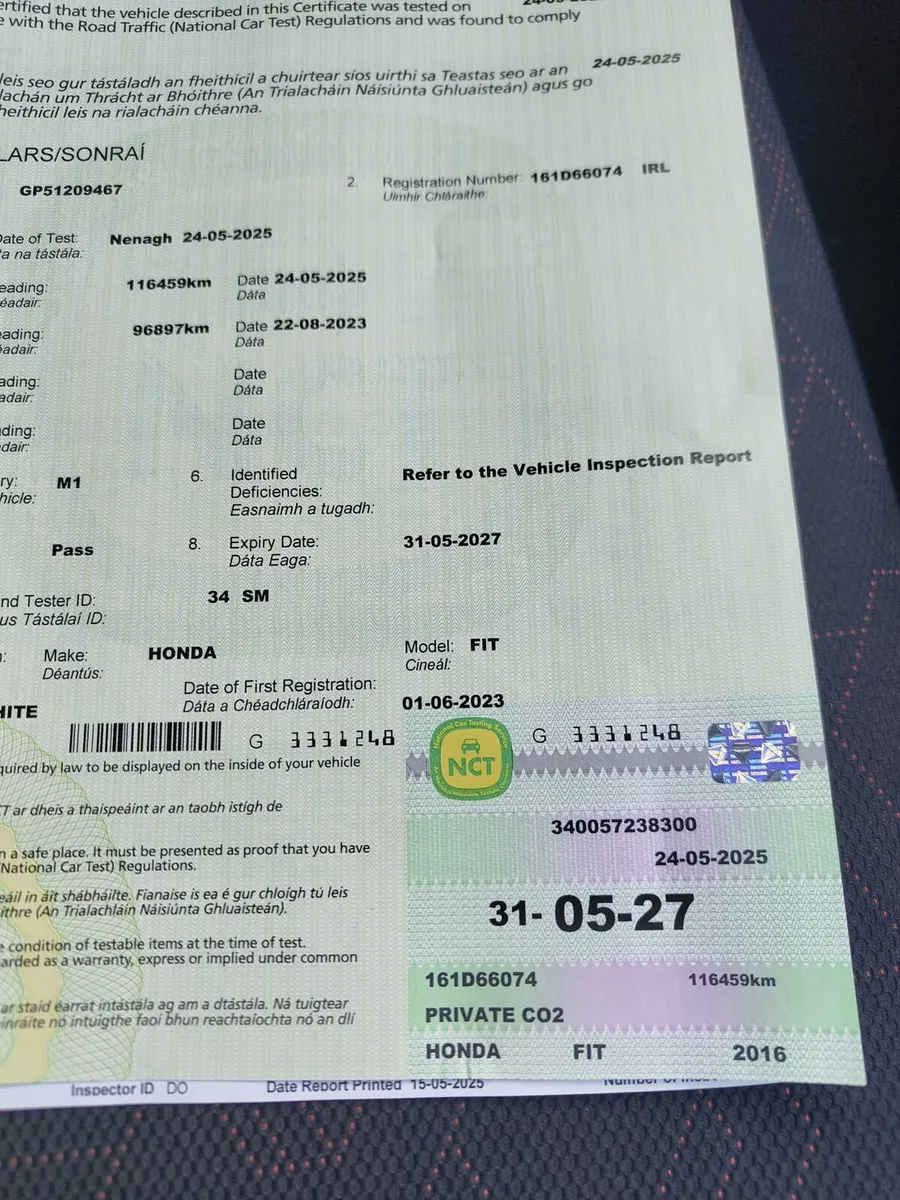 ertified that the vehicle described in this Certificate was tested on
e with the Road Traffic (National Car Test) Regulations and was found to comply
leis seo gur tástáladh an fheithicil a chuirtear síos uirthi sa Teastas seo ar an 24-05-2025
lachán um Thrácht ar Bhóithre (An Trialacháin Náisiúnta Ghluaisteán) agus go
heithicil leis na rialacháin chéanna.
LARS/SONRAÍ
GP51209467 2. Registration Number: 161D66074 IRL
Uimhir Chláraithe:
Date of Test: Nenagh 24-05-2025
ta na tástála:
eading: 116459km Date 24-05-2025
éadair: Dáta
eading: 96897km Date 22-08-2023
adair: Dáta
ading: Date
adair: Dáta
ding: Date
dair: Dáta
ry: M1 6. Identified Refer to the Vehicle Inspection Report
hicle: Deficiencies:
Easnaimh a tugadh:
Pass 8. Expiry Date: 31-05-2027
Dáta Eaga:
nd Tester ID: 34 SM
us Tástálaí ID:
: Make: HONDA Model: FIT
Déantús: Cineál:
Date of First Registration: 01-06-2023
HITE Dáta a Chéadchláraíodh:
G 3331248 National Car Testing Service NCT G 3331248
quired by law to be displayed on the inside of your vehicle
CT ar dheis a thaispeáint ar an taobh istigh de
340057238300
n a safe place. It must be presented as proof that you have
(National Car Test) Regulations.
24-05-2025
eáil in áit shábháilte. Fianaise is ea é gur chloígh tú leis
ithre (An Trialachláin Náisiúnta Ghluaisteán).
31- 05-27
e condition of testable items at the time of test.
arded as a warranty, express or implied under common
161D66074 116459km
ar staid éarraí intástála ag am a dtástála. Ná tuigtear
inráite nó intuigthe faoi bhun reachtaíochta nó an dlí
PRIVATE CO2
HONDA FIT 2016
Inspector ID DO Date Report Printed 15-05-2025